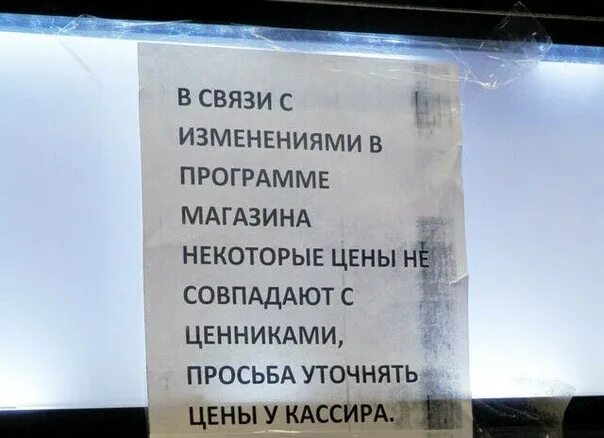 В СВЯЗИ С
ИЗМЕНЕНИЯМИ В
ПРОГРАММЕ
МАГАЗИНА
НЕКОТОРЫЕ ЦЕНЫ НЕ
СОВПАДАЮТ С
ЦЕННИКАМИ,
ПРОСЬБА УТОЧНЯТЬ
ЦЕНЫ У КАССИРА.